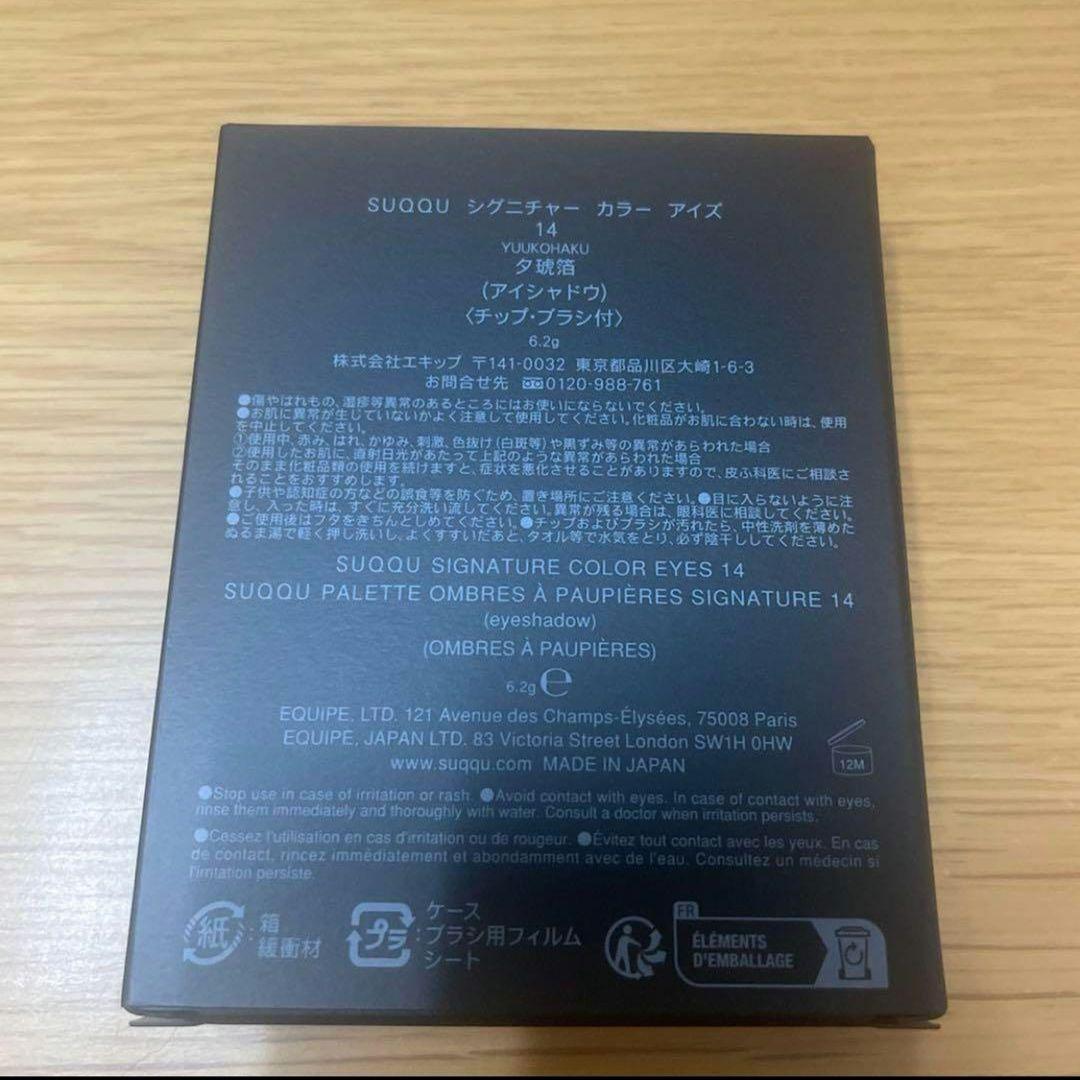 SUQQU シグニチャー カラー アイズ
14
YUUKOHAKU
夕琥箔
(アイシャドウ)
〈チップ・ブラシ付〉
6.2g
株式会社エキップ 〒141-0032 東京都品川区大崎1-6-3
お問合せ先 0120-988-761
●傷やはれもの、湿疹等異常のあるところにはお使いにならないでください。
●お肌に異常が生じていないかよく注意して使用してください。化粧品がお肌に合わない時は、使用
を中止してください。
①使用中、赤み、はれ、かゆみ、刺激、色抜け(白斑等)や黒ずみ等の異常があらわれた場合
②使用したお肌に、直射日光があたって上記のような異常があらわれた場合
そのまま化粧品類の使用を続けますと、症状を悪化させることがありますので、皮ふ科医にご相談さ
れることをおすすめします。
●子供や認知症の方などの誤食等を防ぐため、置き場所にご注意ください。●目に入らないように注
意し、入った時は、すぐに充分洗い流してください。異常が残る場合は、眼科医に相談してください。
●ご使用後はフタをきちんとしめてください。●チップおよびブラシが汚れたら、中性洗剤を薄めた
ぬるま湯で軽く押し洗いし、よくすすいだあと、タオル等で水気をとり、必ず陰干ししてください。
SUQQU SIGNATURE COLOR EYES 14
SUQQU PALETTE OMBRES À PAUPIÈRES SIGNATURE 14
(eyeshadow)
(OMBRES À PAUPIÈRES)
6.2g ℮
EQUIPE, LTD. 121 Avenue des Champs-Élysées, 75008 Paris
EQUIPE, JAPAN LTD. 83 Victoria Street London SW1H 0HW
www.suqqu.com MADE IN JAPAN
12M
●Stop use in case of irritation or rash. ●Avoid contact with eyes. In case of contact with eyes,
rinse them immediately and thoroughly with water. Consult a doctor when irritation persists.
●Cessez l'utilisation en cas d'irritation ou de rougeur. ●Évitez tout contact avec les yeux. En cas
de contact, rincez immédiatement et abondamment avec de l'eau. Consultez un médecin si
l'irritation persiste.
紙 :箱
緩衝材
プラ :ケース
ブラシ用フィルム
シート
FR
ÉLÉMENTS
D'EMBALLAGE